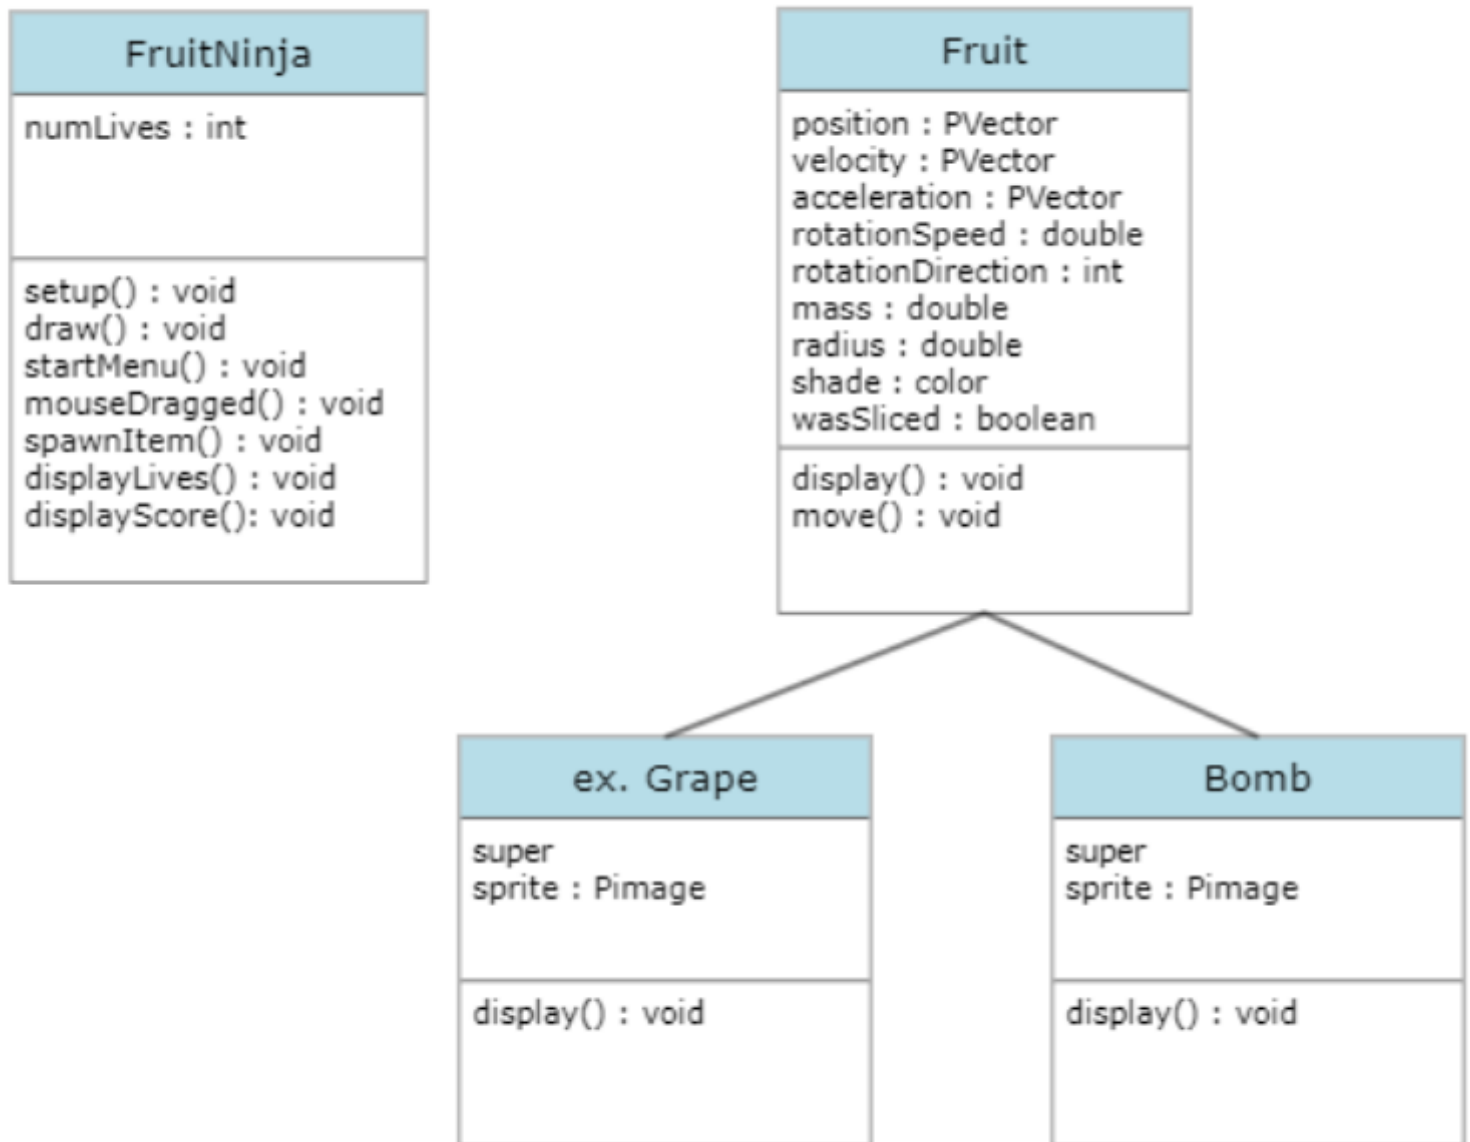 FruitNinja
numLives : int
setup() : void
draw() : void
startMenu() : void
mouseDragged() : void
spawnItem() : void
displayLives() : void
displayScore(): void
Fruit
position : PVector
velocity : PVector
acceleration : PVector
rotationSpeed : double
rotationDirection : int
mass : double
radius : double
shade : color
wasSliced : boolean
display() : void
move() : void
ex. Grape
super
sprite : Pimage
display() : void
Bomb
super
sprite : Pimage
display() : void